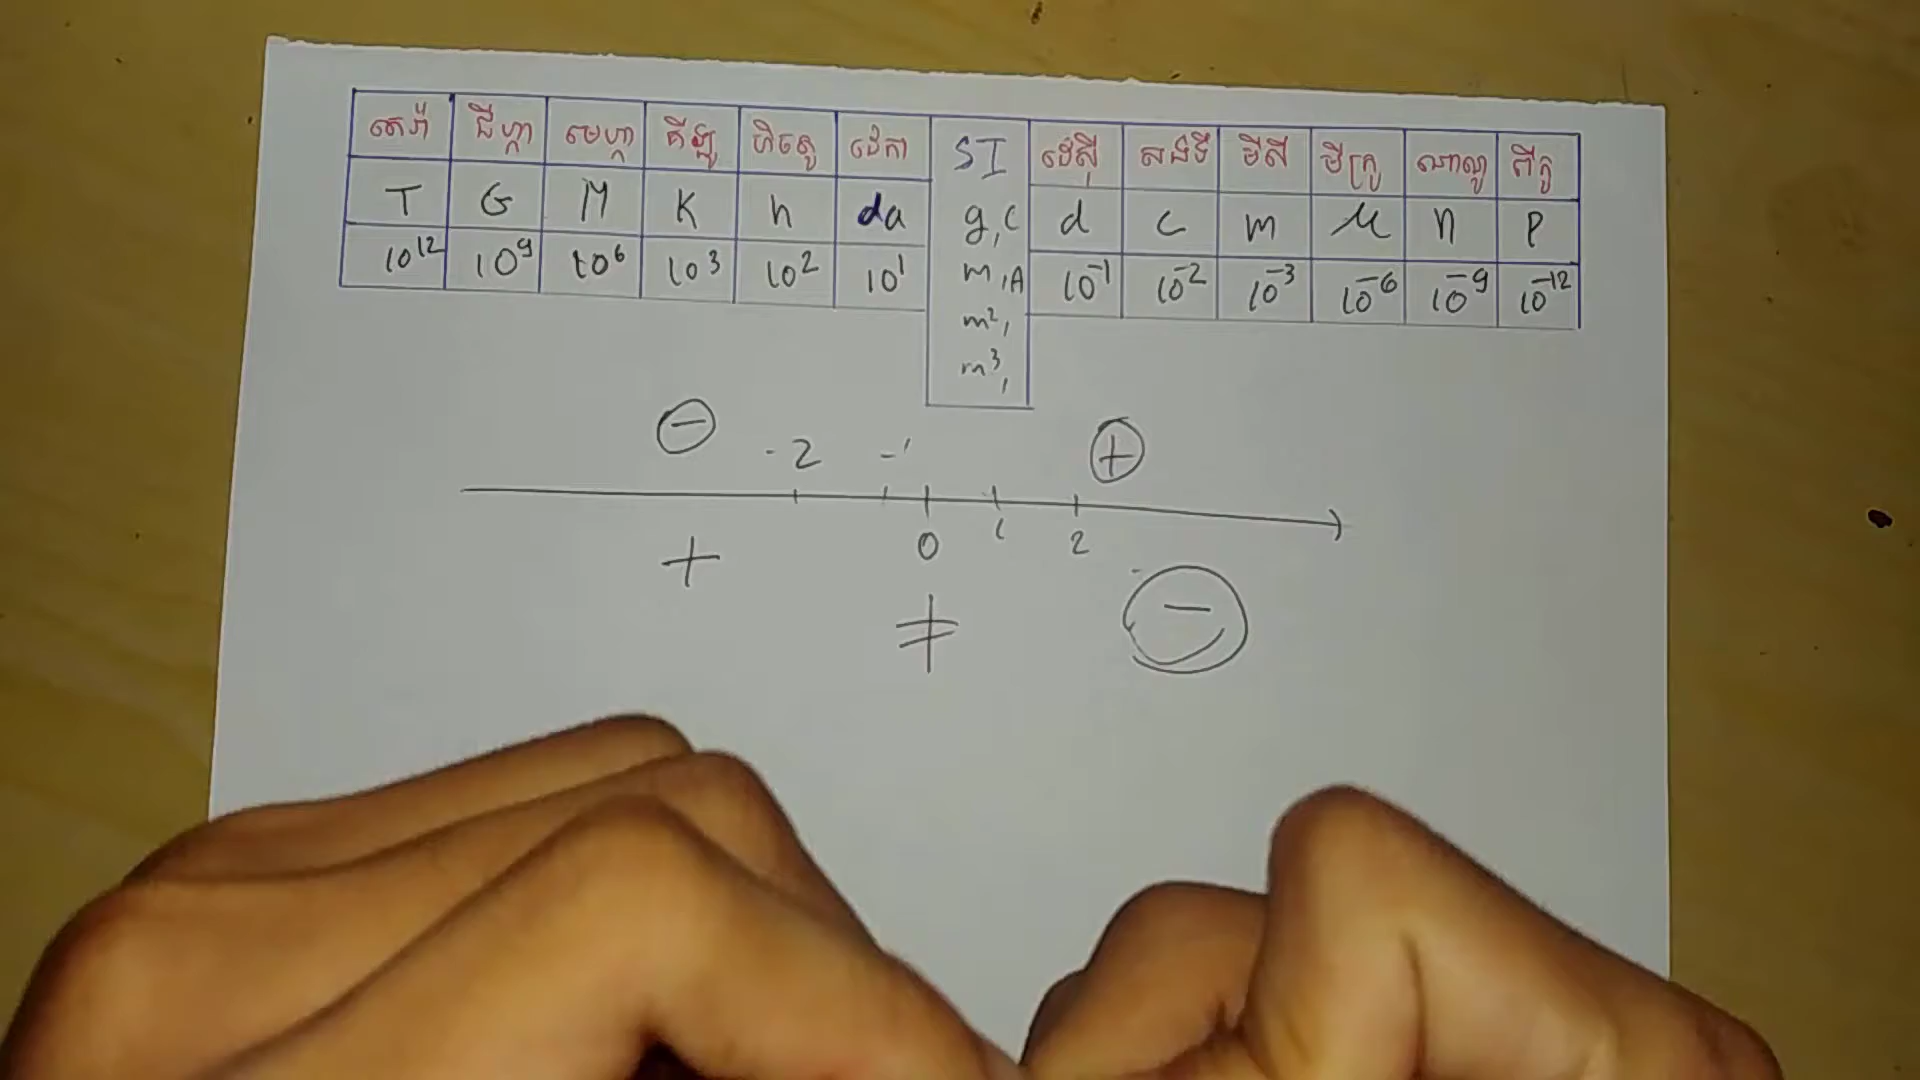 តេរ៉ា ជីហ្កា មេហ្កា គីឡូ ហិចតូ ដេកា SI ដេស៊ី សង់ទី មីលី មីក្រូ ណាណូ ពីកូ
T G M K h da g,C d c m μ n P
10¹² 10⁹ 10⁶ 10³ 10² 10¹ m,A 10⁻¹ 10⁻² 10⁻³ 10⁻⁶ 10⁻⁹ 10⁻¹²
m²,
m³,
⊖ -2 -1 ⊕
0 1 2
+ ≠ ⊖